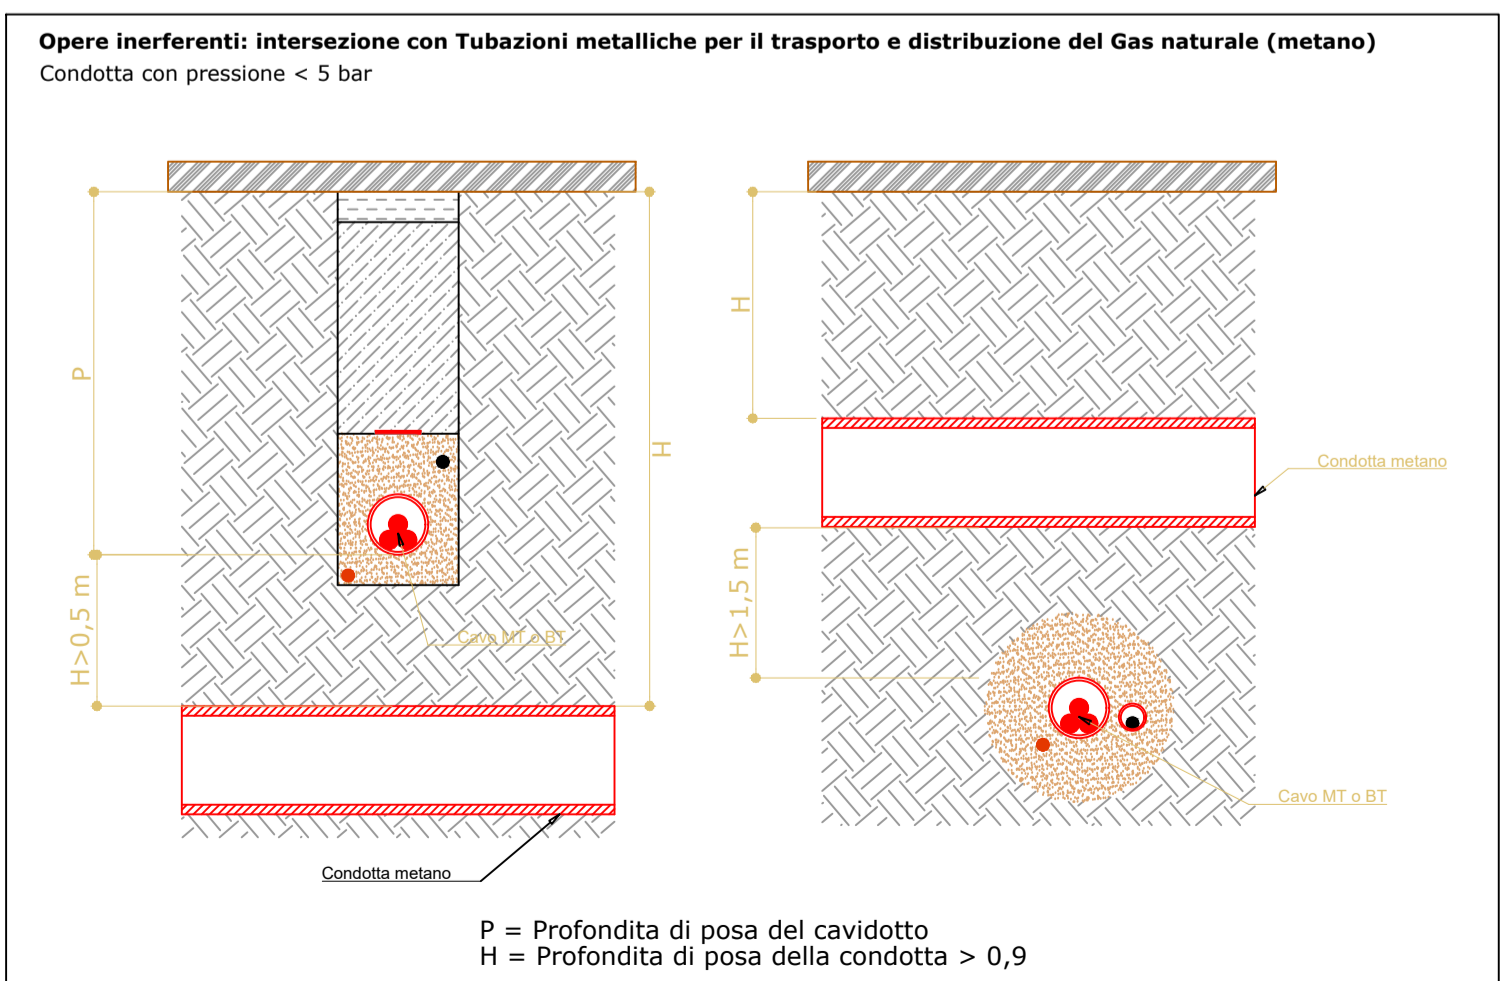 Opere inerferenti: intersezione con Tubazioni metalliche per il trasporto e distribuzione del Gas naturale (metano)
Condotta con pressione < 5 bar
P
H
H>0,5 m
Cavo MT o BT
Condotta metano
H
Condotta metano
H>1,5 m
Cavo MT o BT
P = Profondita di posa del cavidotto
H = Profondita di posa della condotta > 0,9